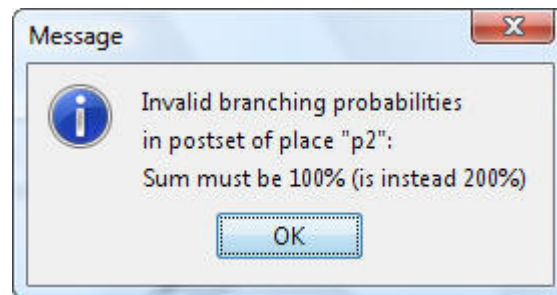 Message
Invalid branching probabilities
in postset of place "p2":
Sum must be 100% (is instead 200%)
OK